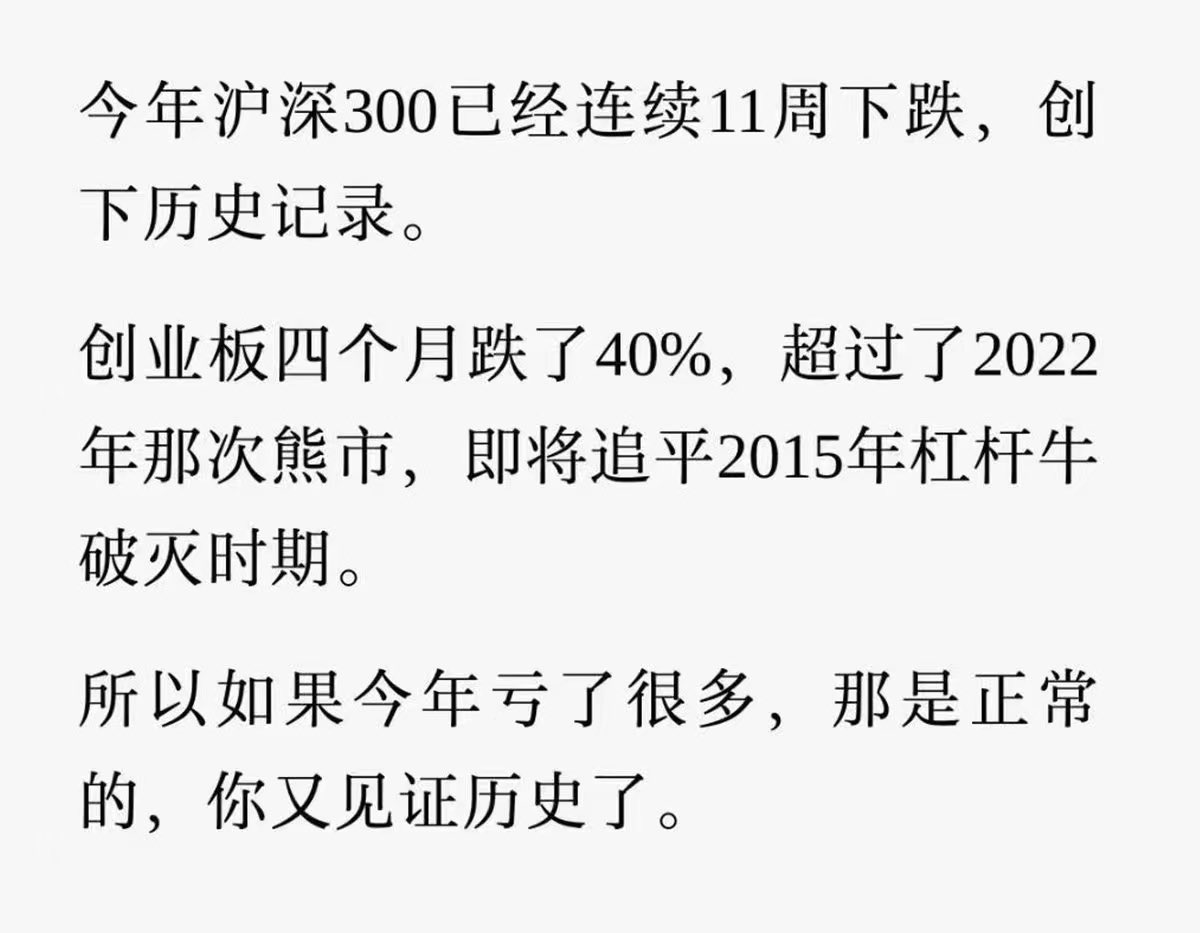 今年沪深300已经连续11周下跌，创
下历史记录。
创业板四个月跌了40%，超过了2022
年那次熊市，即将追平2015年杠杆牛
破灭时期。
所以如果今年亏了很多，那是正常
的，你又见证历史了。